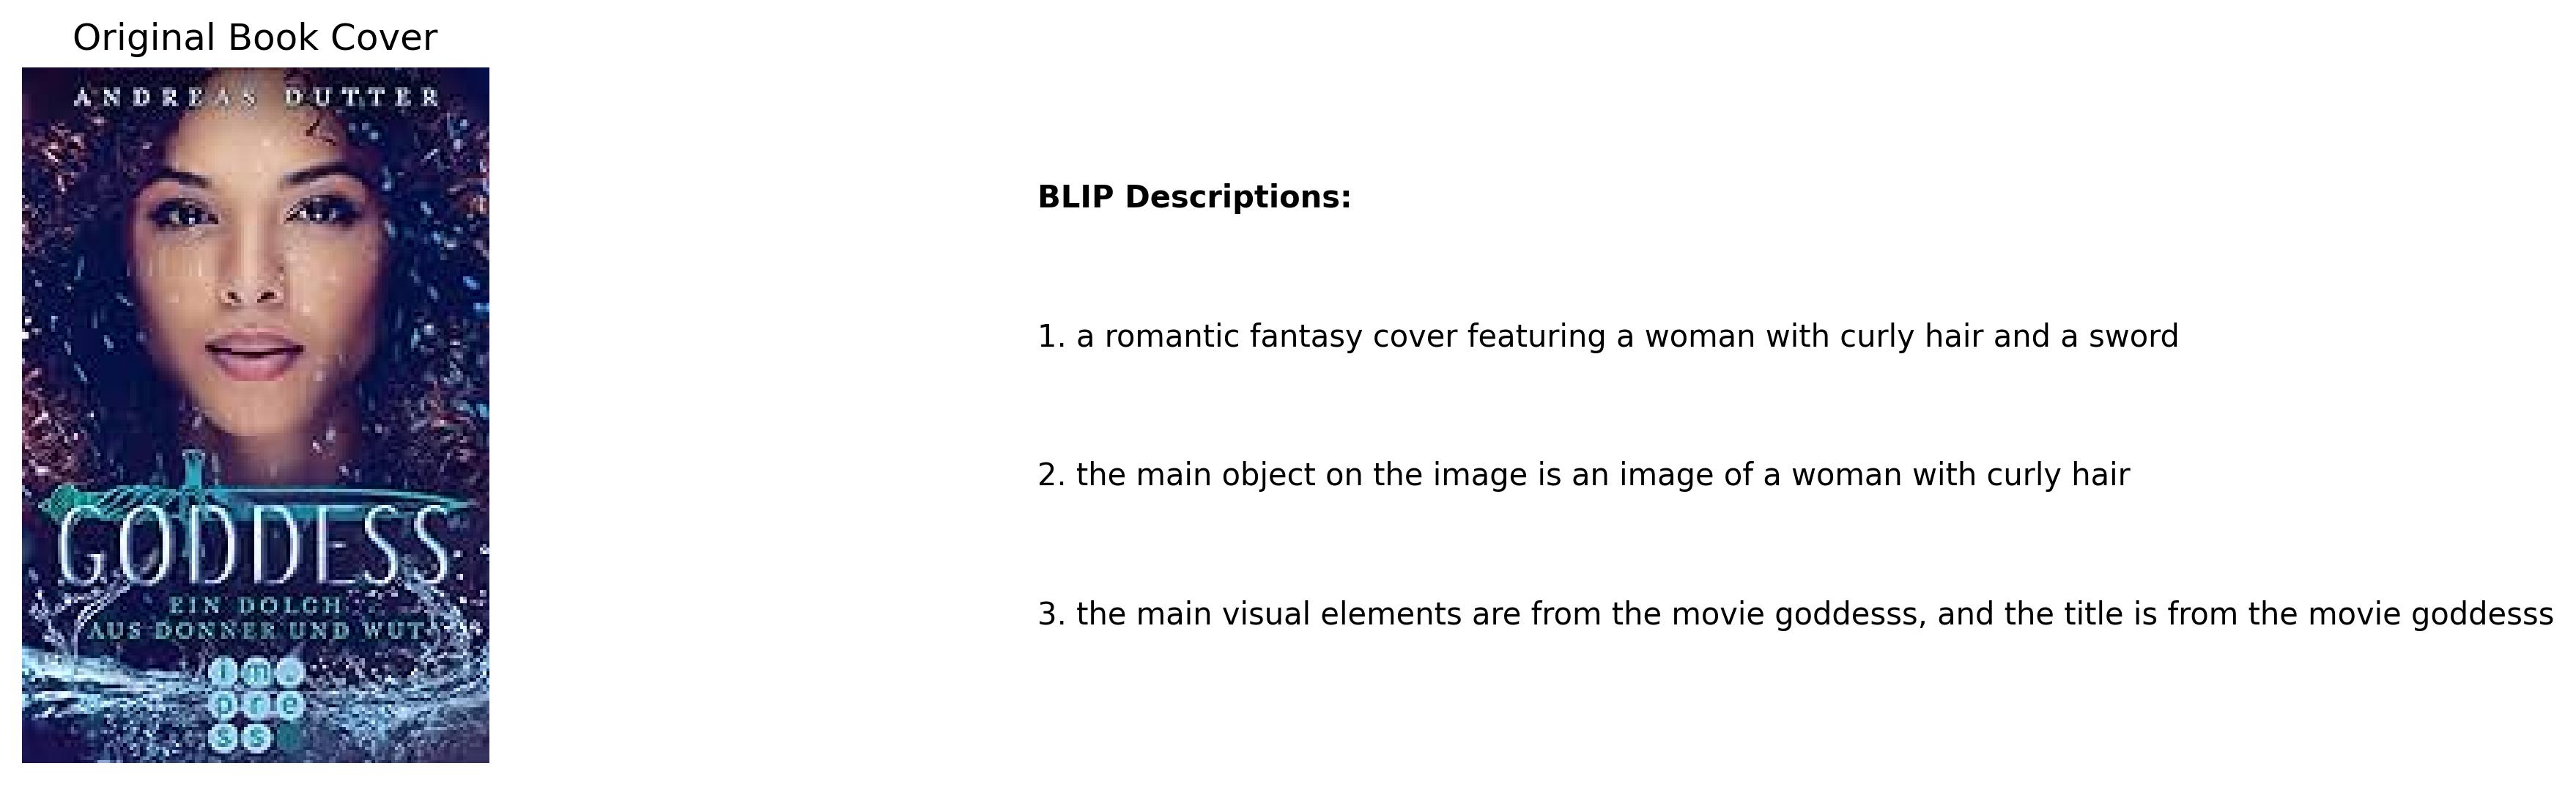 Original Book Cover
ANDREAS DUTTER
GODDESS
EIN DOLCH
AUS DONNER UND WUT
im.
pre
ss
BLIP Descriptions:
1. a romantic fantasy cover featuring a woman with curly hair and a sword
2. the main object on the image is an image of a woman with curly hair
3. the main visual elements are from the movie goddesss, and the title is from the movie goddesss